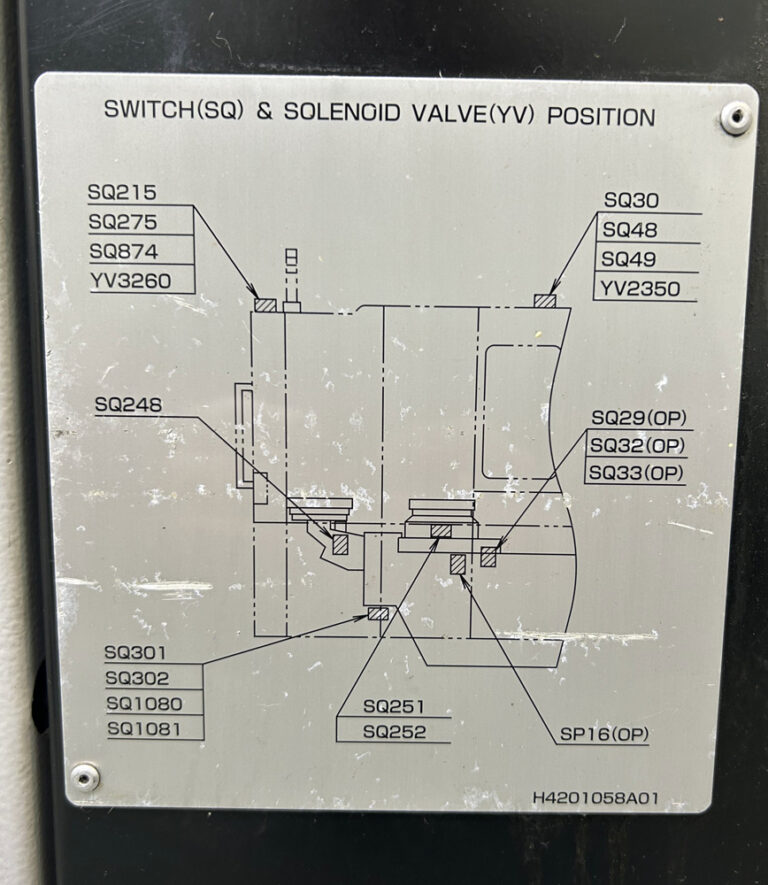 SWITCH(SQ) & SOLENOID VALVE(YV) POSITION
SQ215
SQ275
SQ874
YV3260
SQ30
SQ48
SQ49
YV2350
SQ248
SQ29(OP)
SQ32(OP)
SQ33(OP)
SQ301
SQ302
SQ1080
SQ1081
SQ251
SQ252
SP16(OP)
H4201058A01